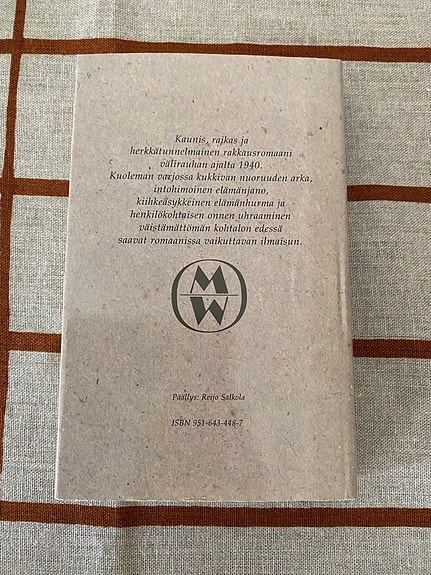 Kaunis, raikas ja
herkkätunnelmainen rakkausromaani
välirauhan ajalta 1940.
Kuoleman varjossa kukkivan nuoruuden arka,
intohimoinen elämänjano,
kiihkeäsykkeinen elämänhurma ja
henkilökohtaisen onnen uhraaminen
väistämättömän kohtalon edessä
saavat romaanissa vaikuttavan ilmaisun.
M
W
Päällys: Reijo Salkola
ISBN 951-643-448-7